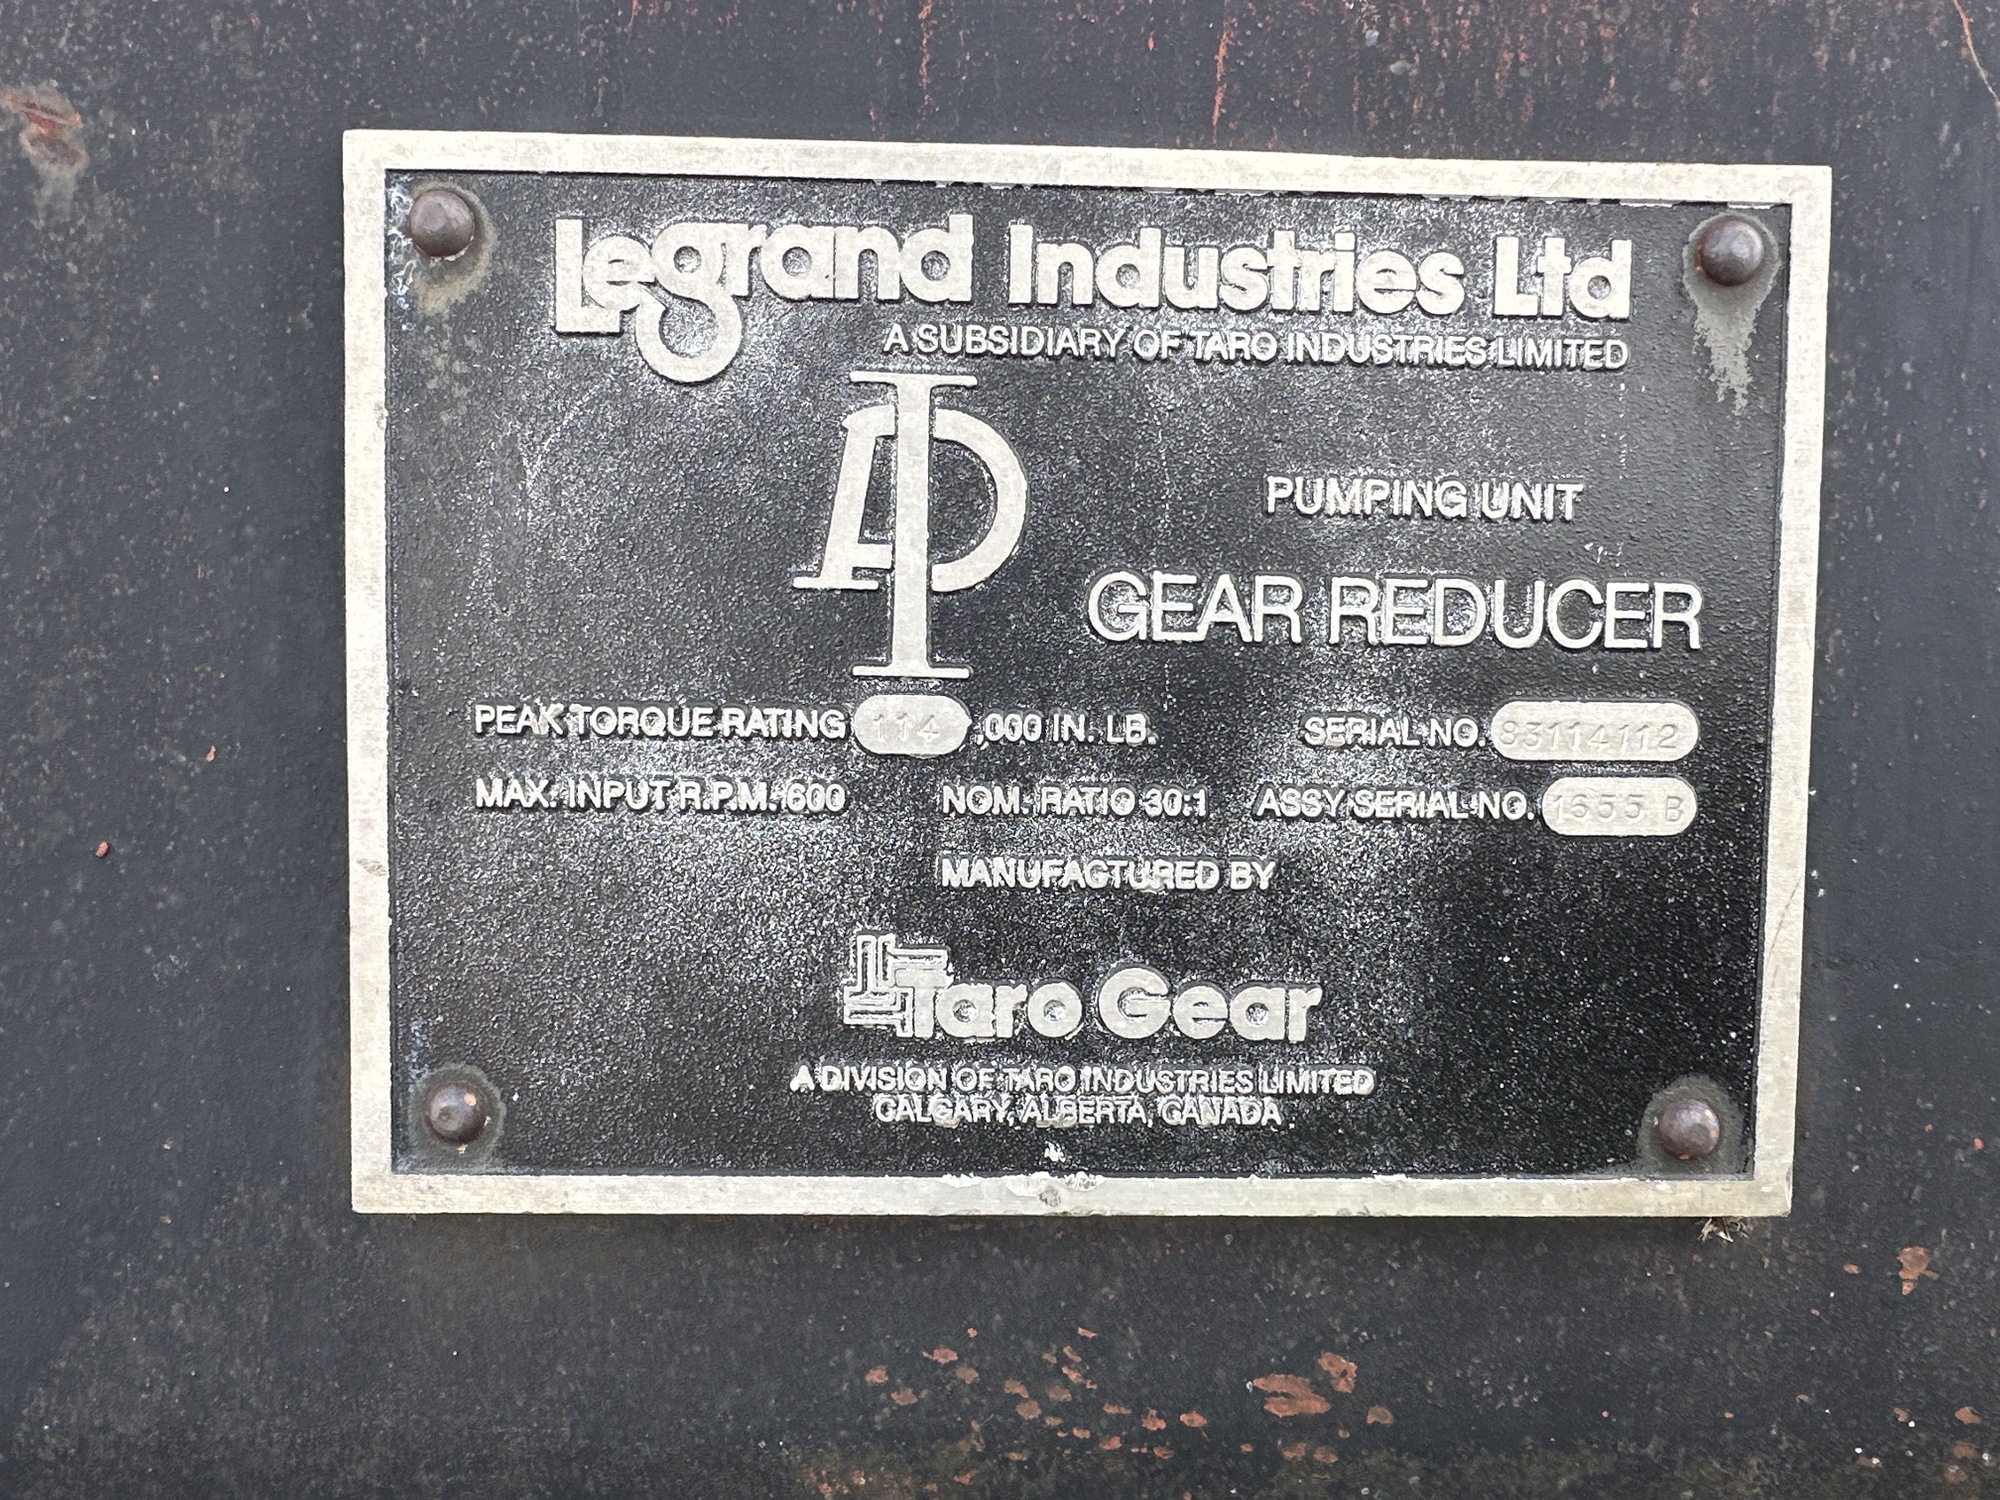 Legrand Industries Ltd
A SUBSIDIARY OF TARO INDUSTRIES LIMITED
PUMPING UNIT
GEAR REDUCER
PEAK TORQUE RATING 114 ,000 IN. LB. SERIAL NO. 83114112
MAX. INPUT R.P.M. 600 NOM. RATIO 30:1 ASSY SERIAL NO. 1655 B
MANUFACTURED BY
Taro Gear
A DIVISION OF TARO INDUSTRIES LIMITED
CALGARY, ALBERTA, CANADA